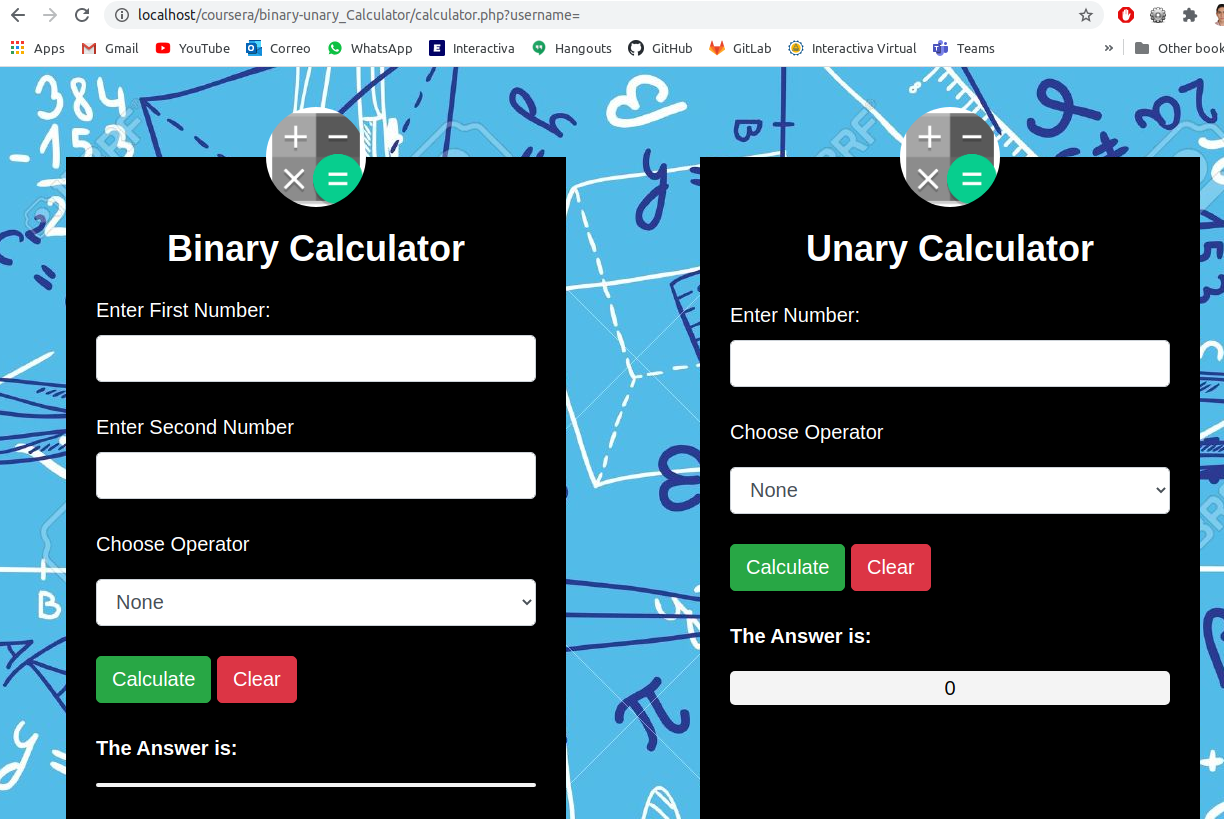 localhost/coursera/binary-unary_Calculator/calculator.php?username=
Apps Gmail YouTube Correo WhatsApp Interactiva Hangouts GitHub GitLab Interactiva Virtual Teams » Other book
384
- 153
Binary Calculator
Enter First Number:
Enter Second Number
Choose Operator
None
Calculate Clear
The Answer is:
Unary Calculator
Enter Number:
Choose Operator
None
Calculate Clear
The Answer is:
0
y=
B
π
y=